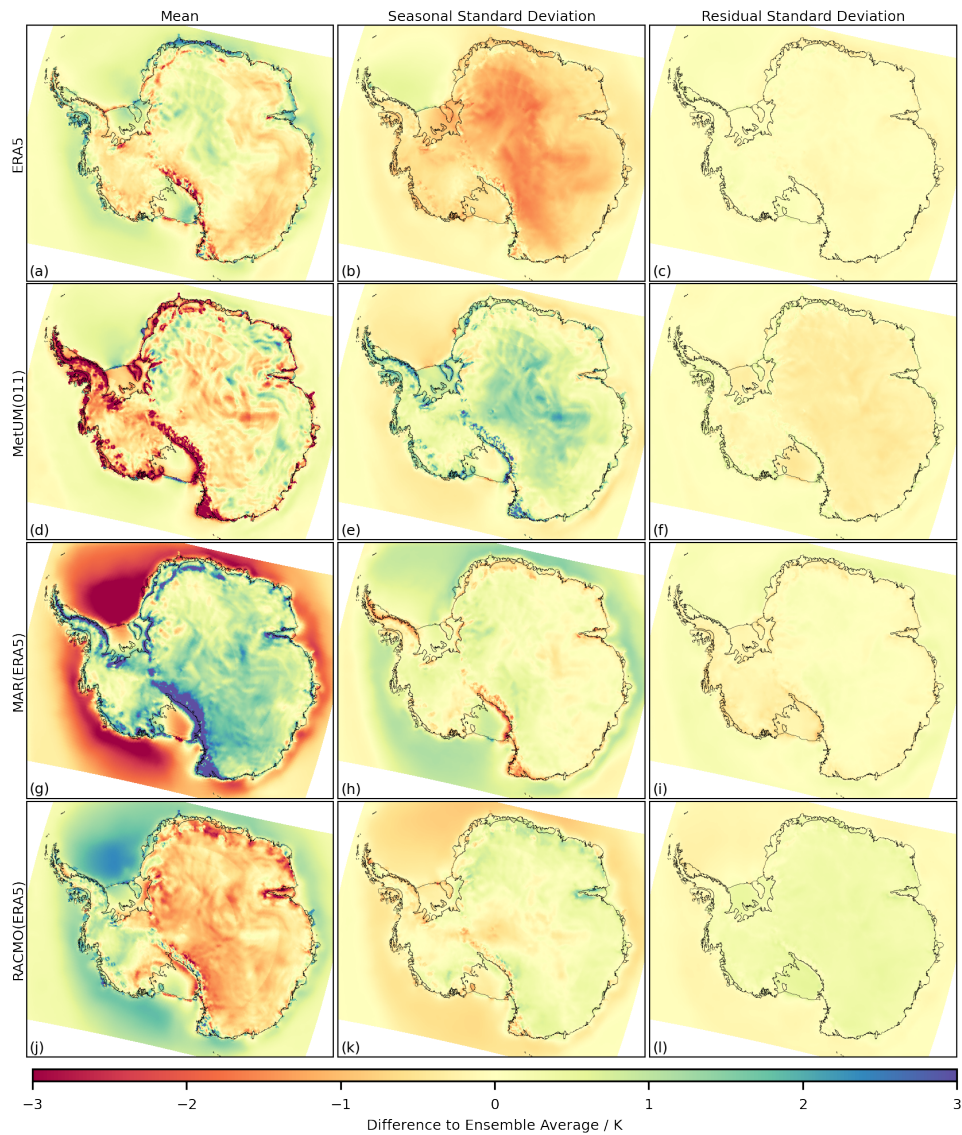 Mean Seasonal Standard Deviation Residual Standard Deviation
ERA5
(a) (b) (c)
MetUM(011)
(d) (e) (f)
MAR(ERA5)
(g) (h) (i)
RACMO(ERA5)
(j) (k) (l)
−3 −2 −1 0 1 2 3
Difference to Ensemble Average / K